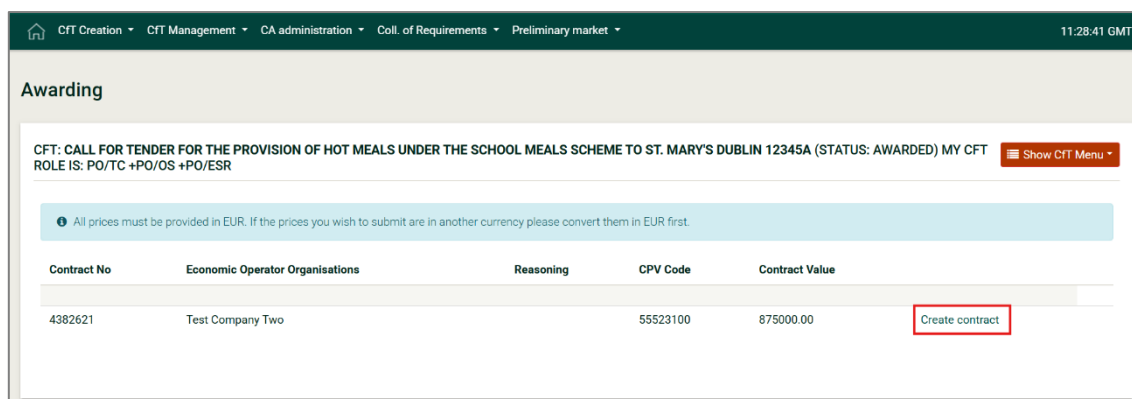 CfT Creation CfT Management CA administration Coll. of Requirements Preliminary market 11:28:41 GMT
Awarding
CFT: CALL FOR TENDER FOR THE PROVISION OF HOT MEALS UNDER THE SCHOOL MEALS SCHEME TO ST. MARY'S DUBLIN 12345A (STATUS: AWARDED) MY CFT
ROLE IS: PO/TC +PO/OS +PO/ESR
Show CfT Menu
All prices must be provided in EUR. If the prices you wish to submit are in another currency please convert them in EUR first.
Contract No Economic Operator Organisations Reasoning CPV Code Contract Value
4382621 Test Company Two 55523100 875000.00 Create contract